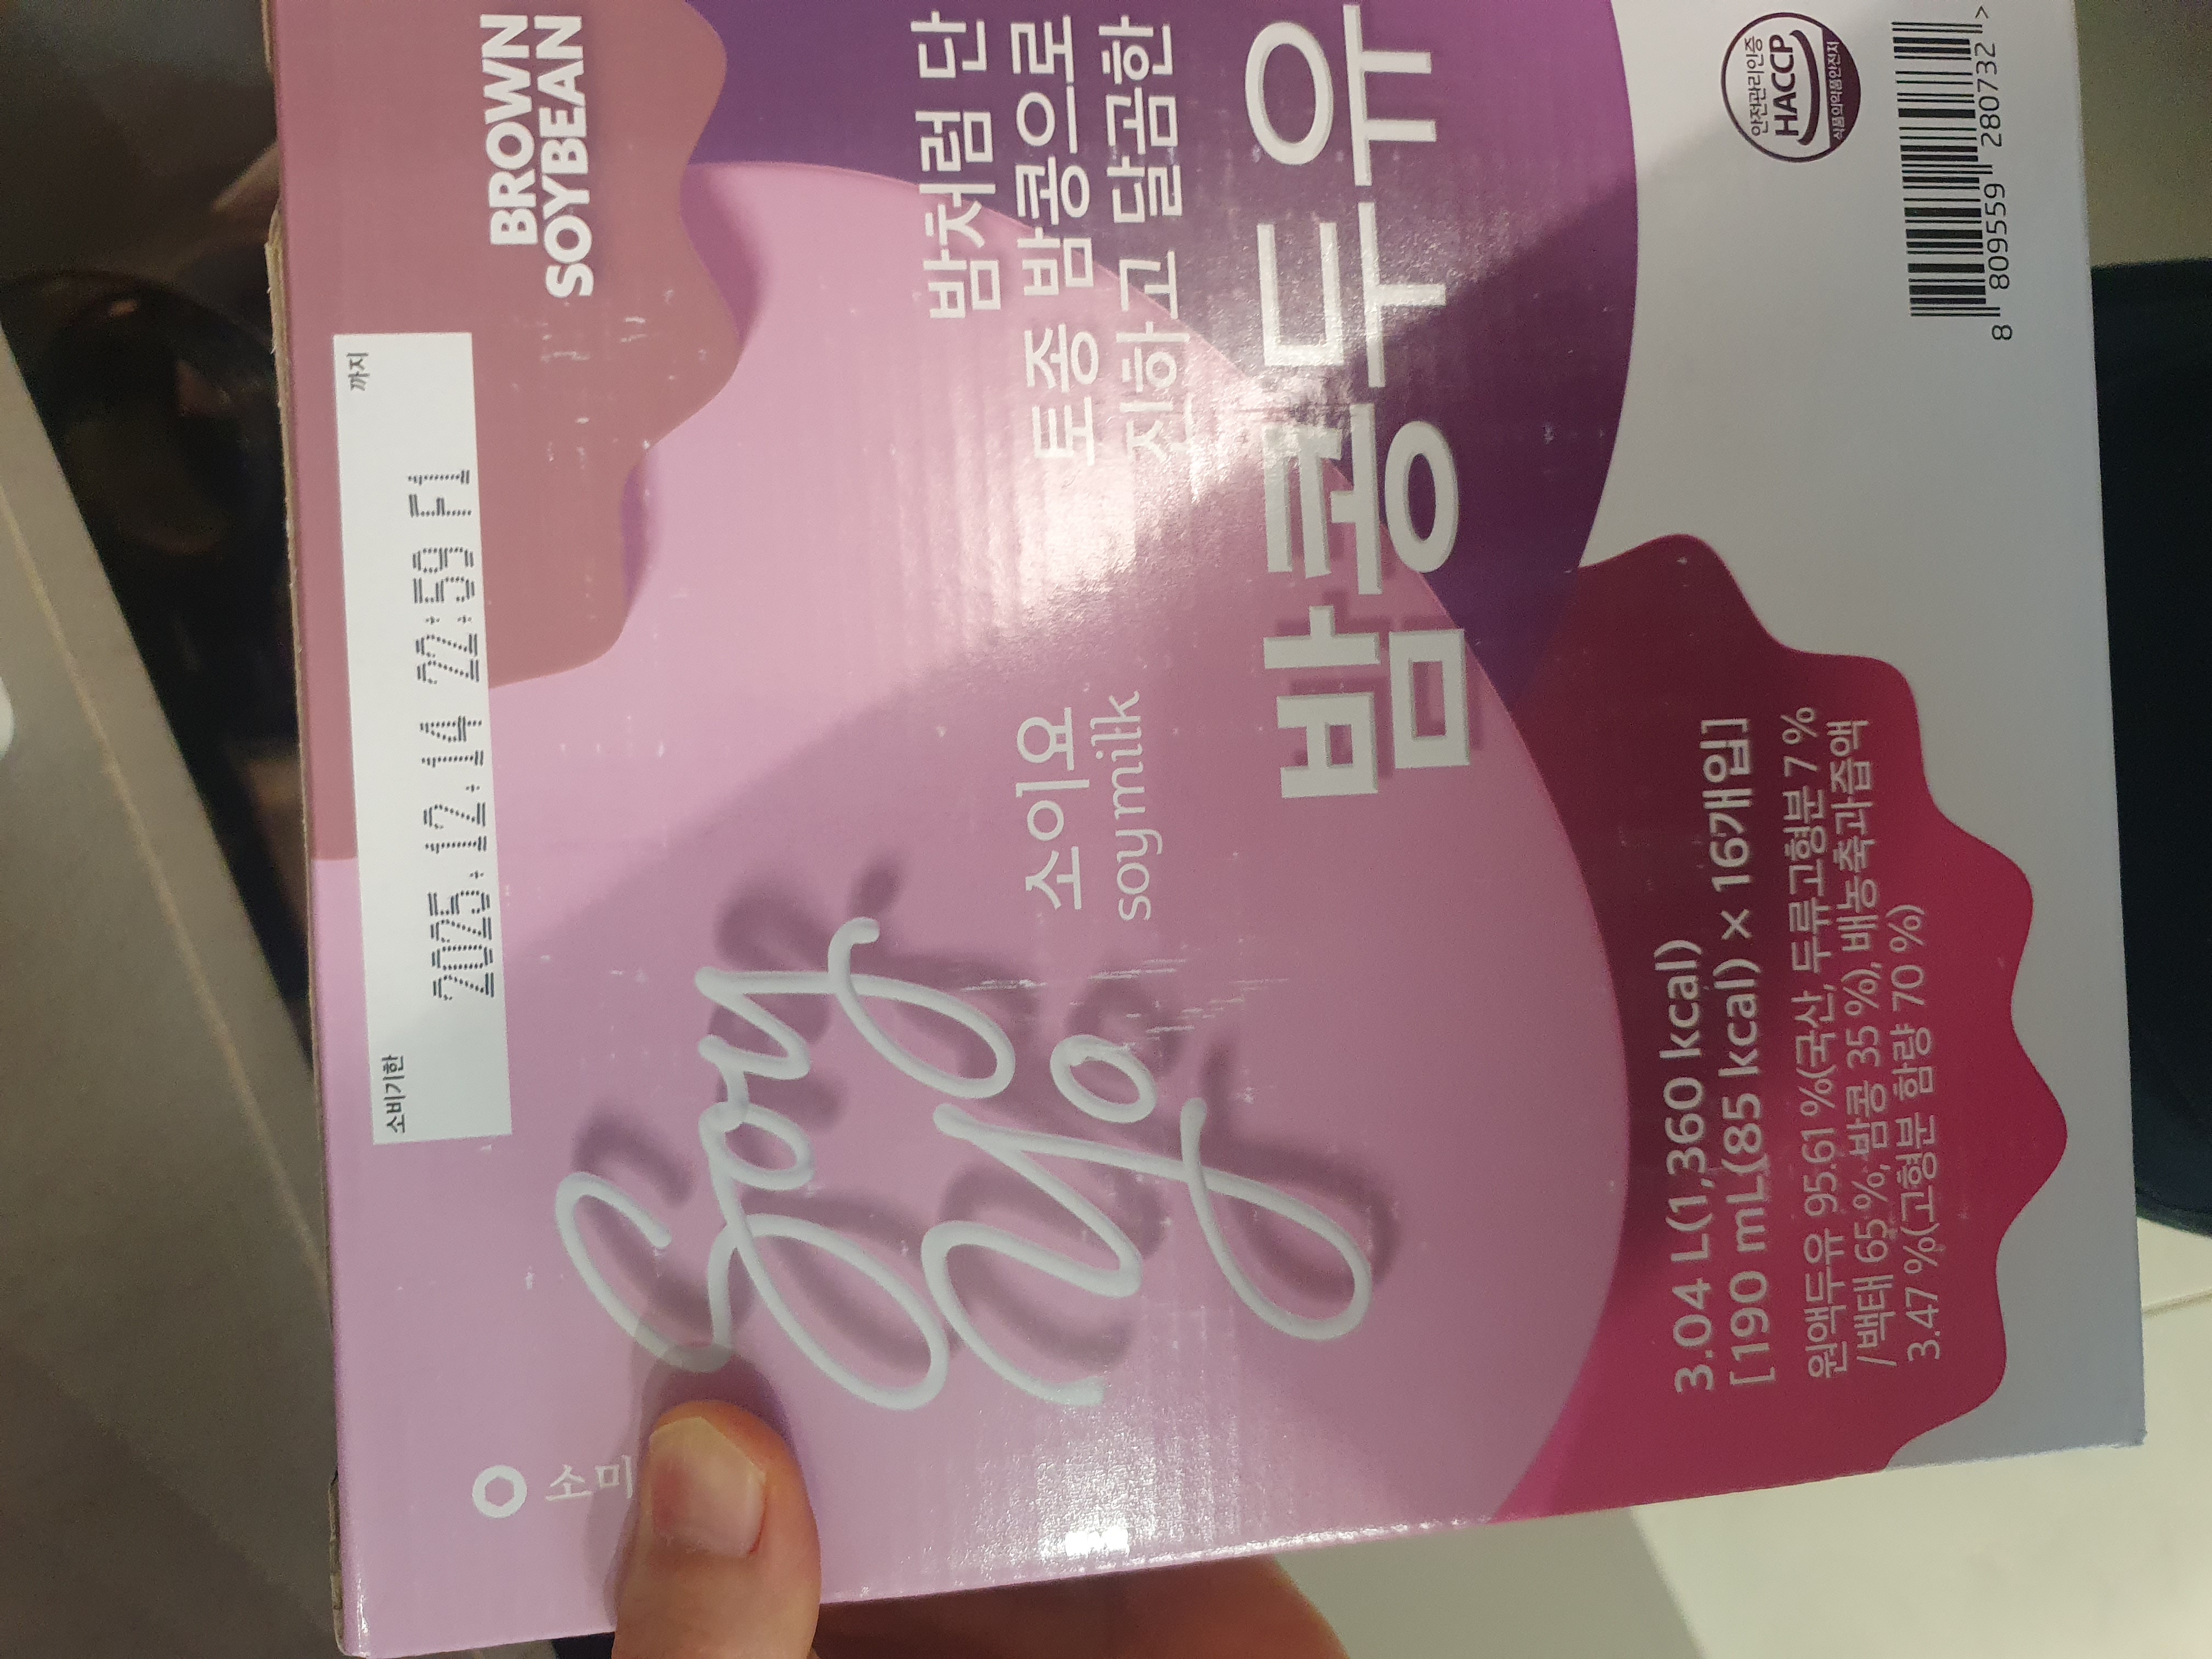 소비기한 까지
2025.12.14 22:59 F1
소미
BROWN
SOYBEAN
Soy
Yo
소이요
soymilk
밤처럼 단
토종 밤콩으로
진하고 달콤한
밤콩두유
3.04 L(1,360 kcal)
[190 mL(85 kcal) × 16개입]
원액두유 95.61 %(국산, 두류고형분 7 %
/백태 65 %, 밤콩 35 %), 배농축과즙액
3.47 %(고형분 함량 70 %)
안전관리인증
HACCP
식품의약품안전처
8 809559 280732 >